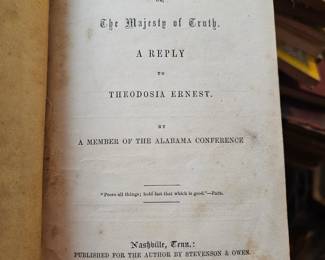 OR,
The Majesty of Truth.
A REPLY
TO
THEODOSIA ERNEST.
BY
A MEMBER OF THE ALABAMA CONFERENCE
"Prove all things; hold fast that which is good."—PAUL.
Nashville, Tenn.:
PUBLISHED FOR THE AUTHOR BY STEVENSON & OWEN.